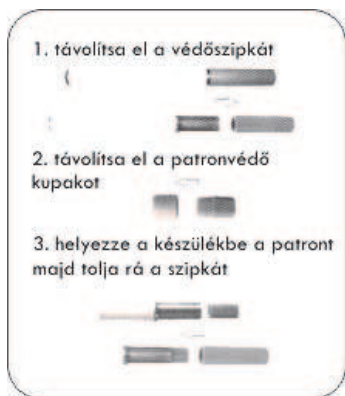 1. távolítsa el a védőszipkát
2. távolítsa el a patronvédő
kupakot
3. helyezze a készülékbe a patront
majd tolja rá a szipkát